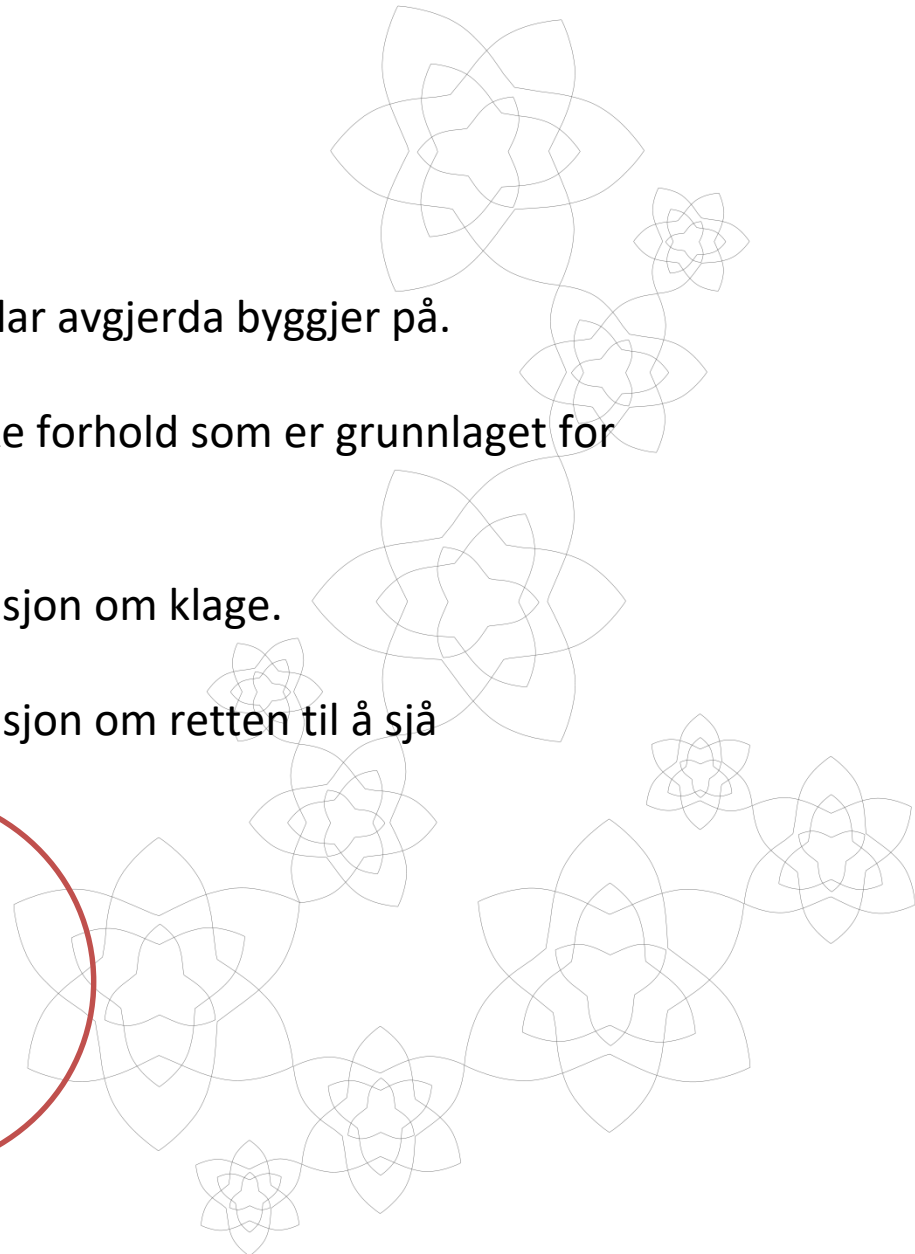 lar avgjerda byggjer på.
e forhold som er grunnlaget for
sjon om klage.
sjon om retten til å sjå